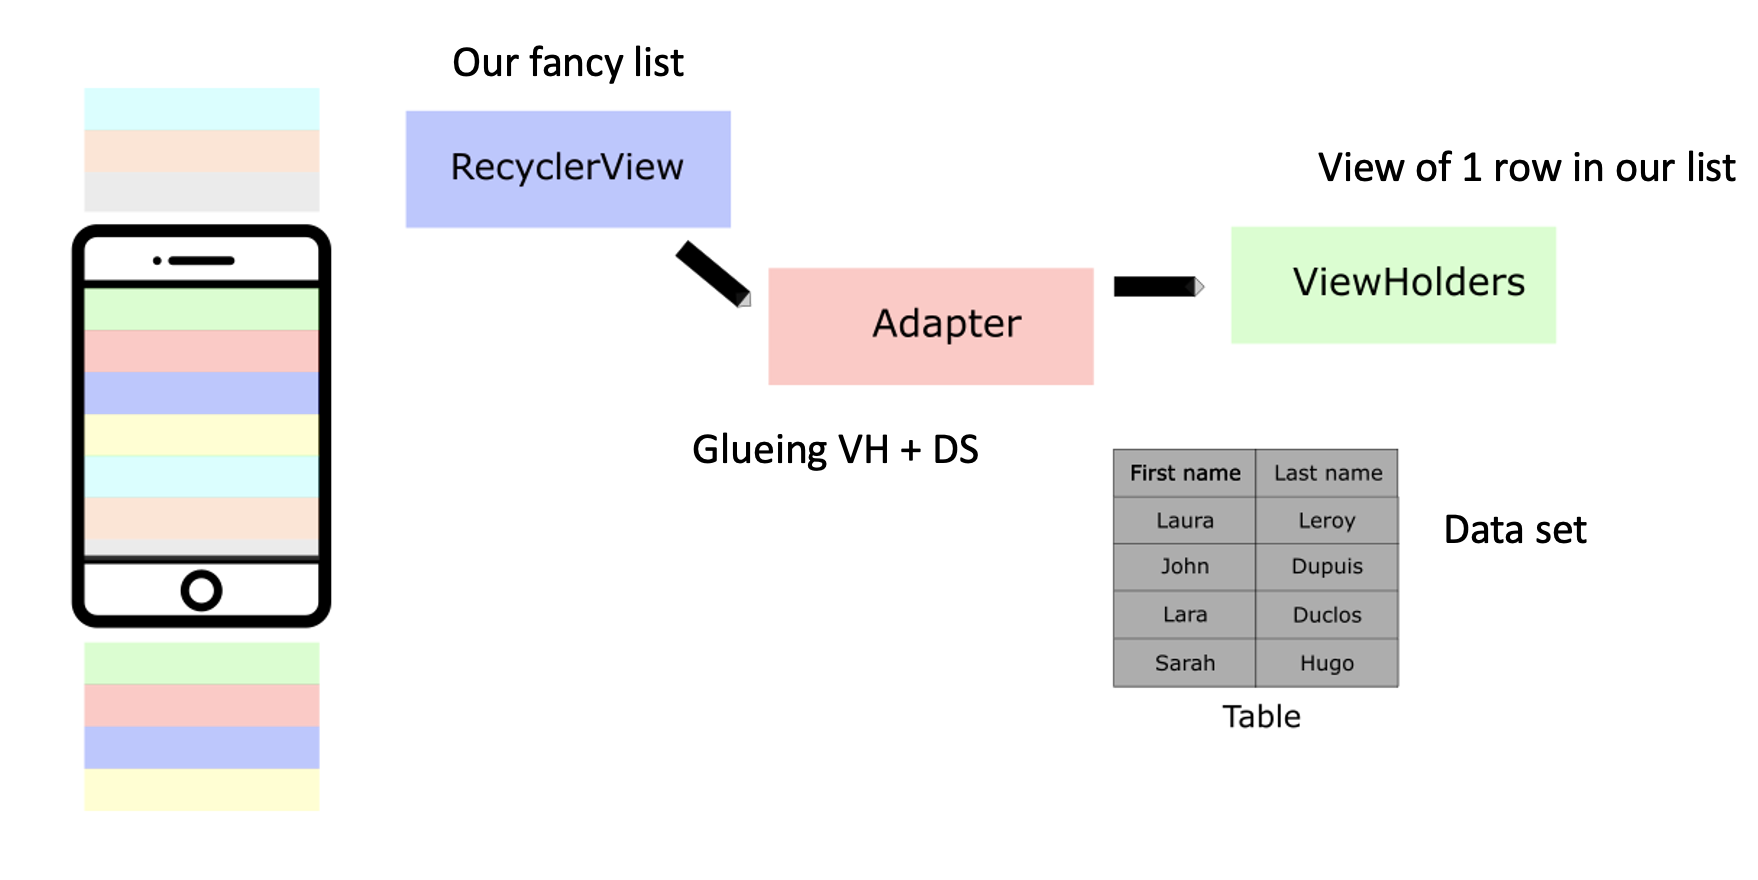 Our fancy list
RecyclerView
View of 1 row in our list
ViewHolders
Adapter
Glueing VH + DS
First name Last name
Laura Leroy
John Dupuis
Lara Duclos
Sarah Hugo
Data set
Table